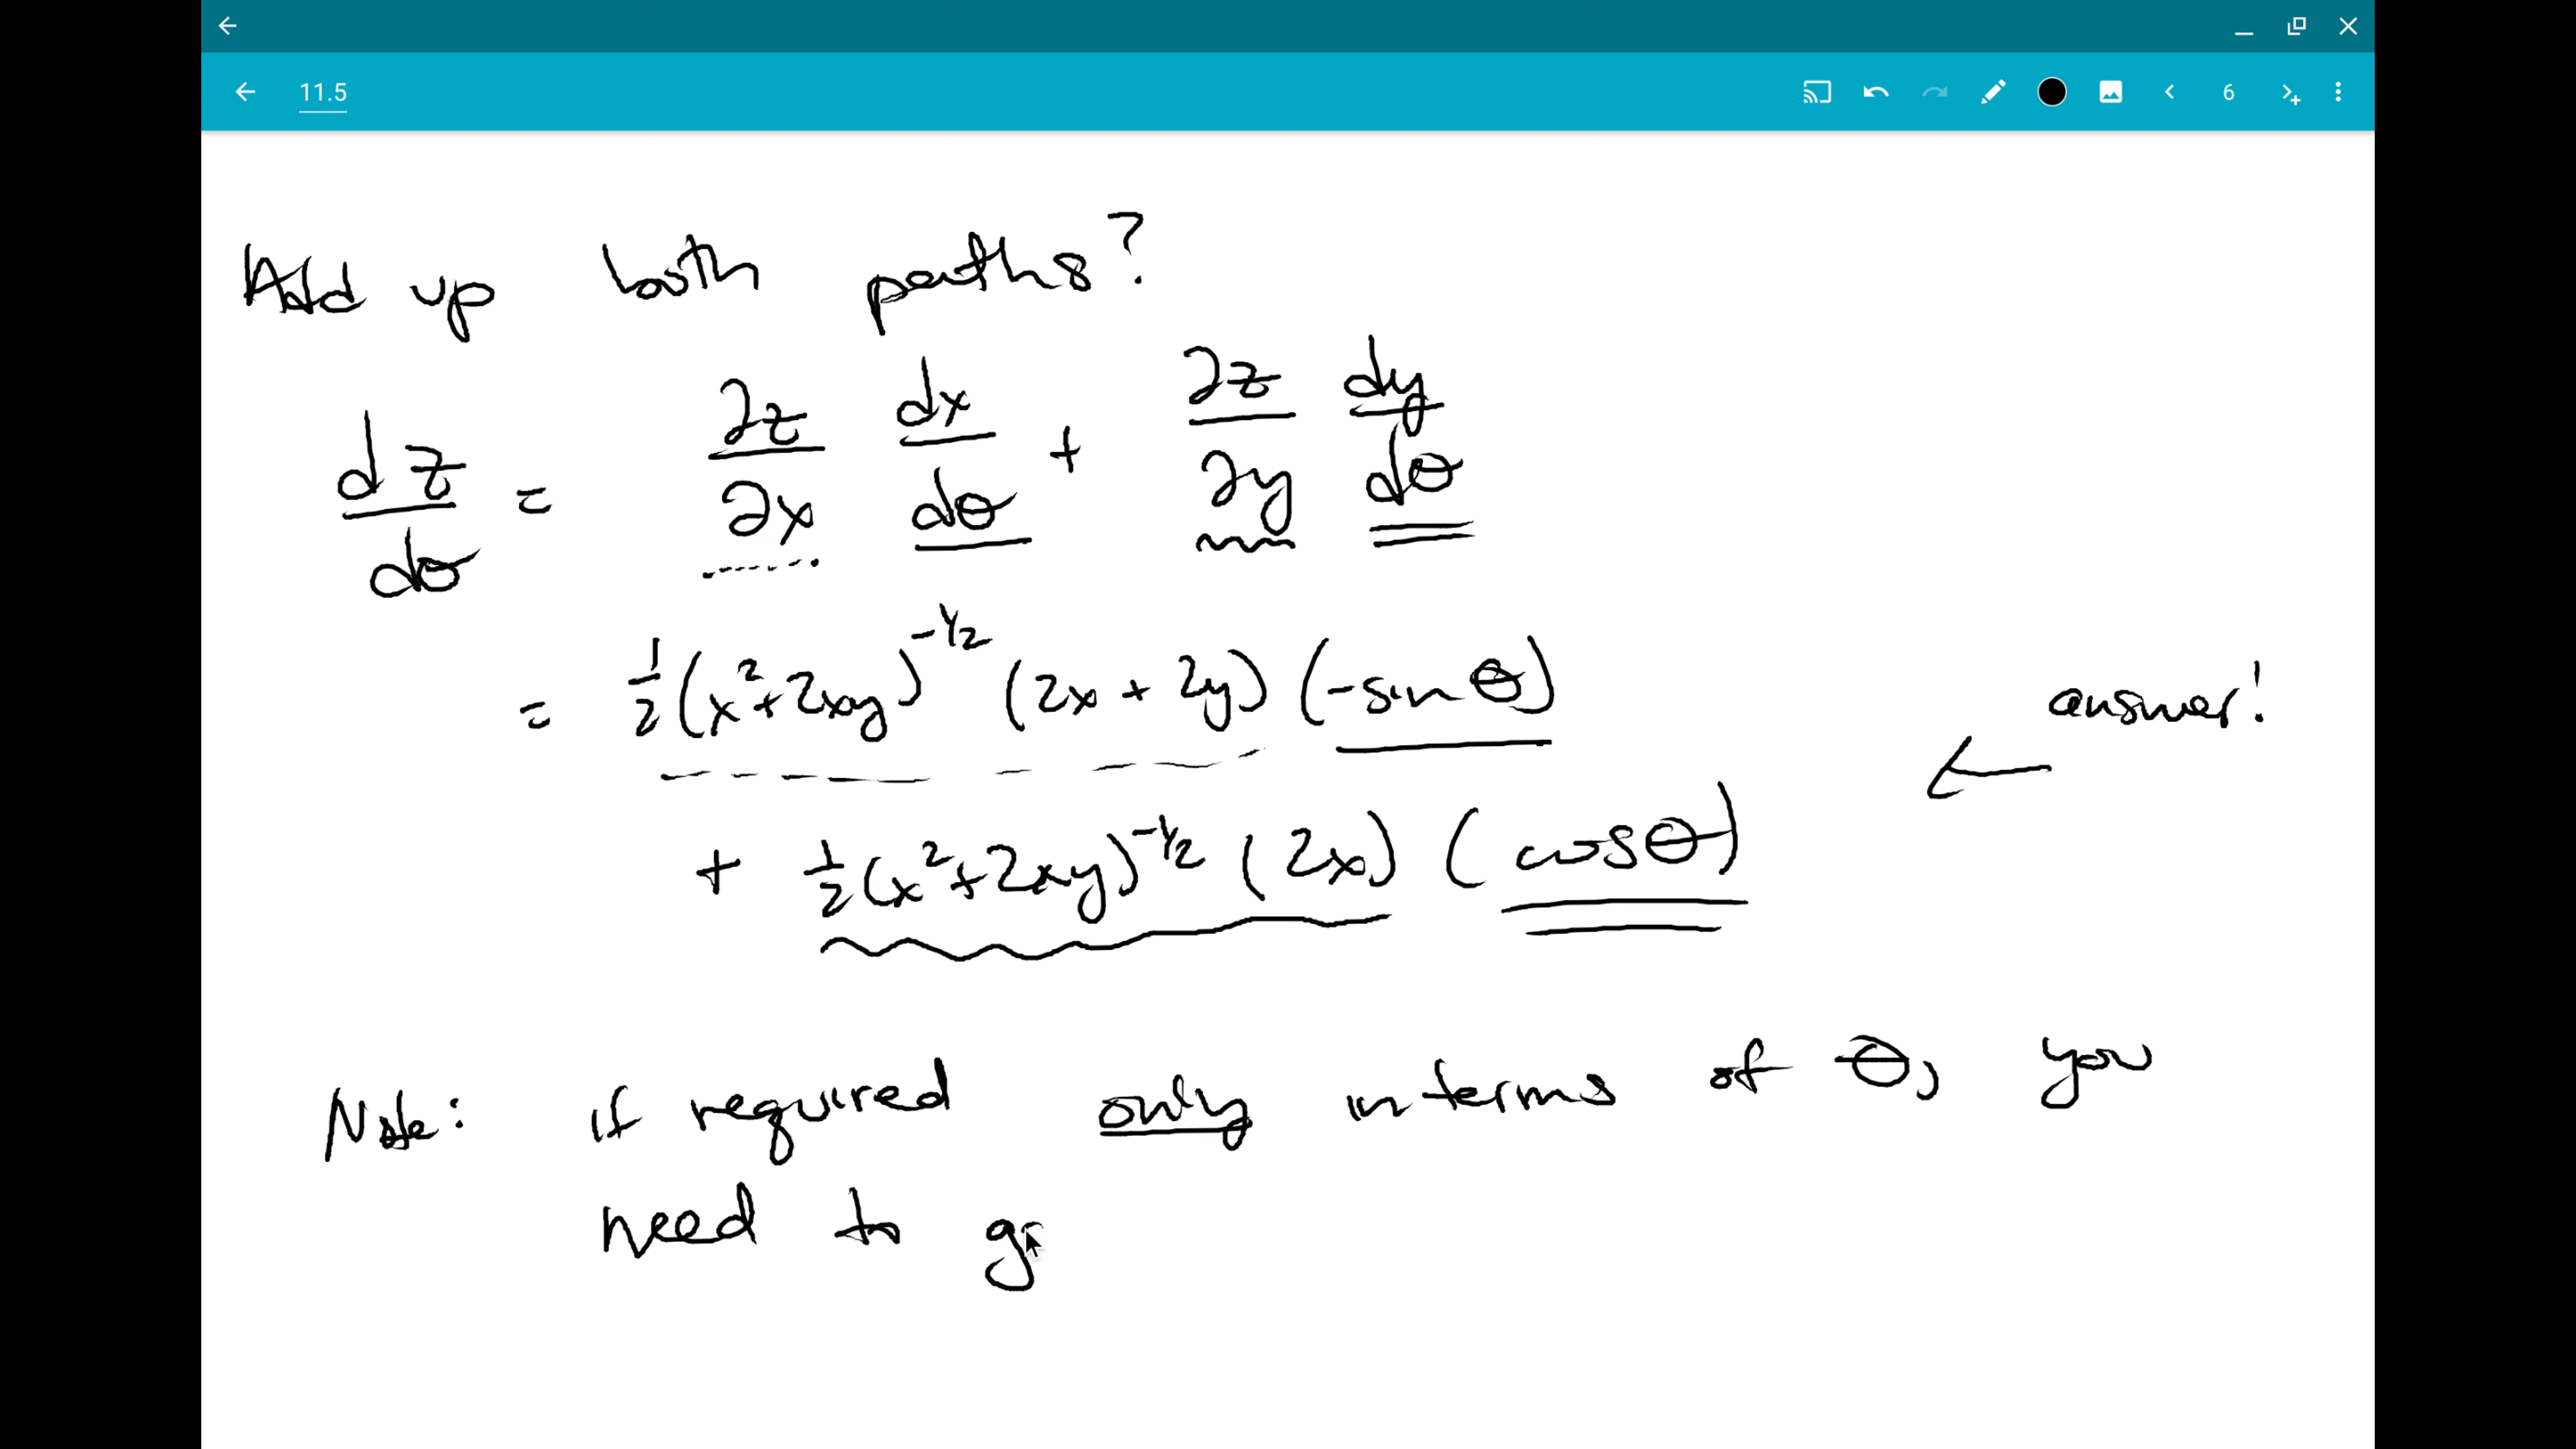 11.5
6
Add up both paths?
dz/dθ = ∂z/∂x dx/dθ + ∂z/∂y dy/dθ
= 1/2 (x²+2xy)^-1/2 (2x + 2y) (-sin θ)
answer!
+ 1/2 (x²+2xy)^-1/2 (2x) (cosθ)
Note: if required only in terms of θ, you
need to go